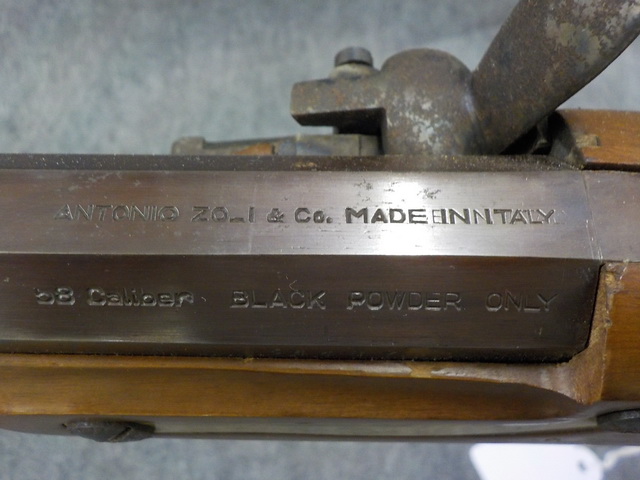 ANTONIO ZOLI & Co. MADE IN ITALY
58 Caliber BLACK POWDER ONLY